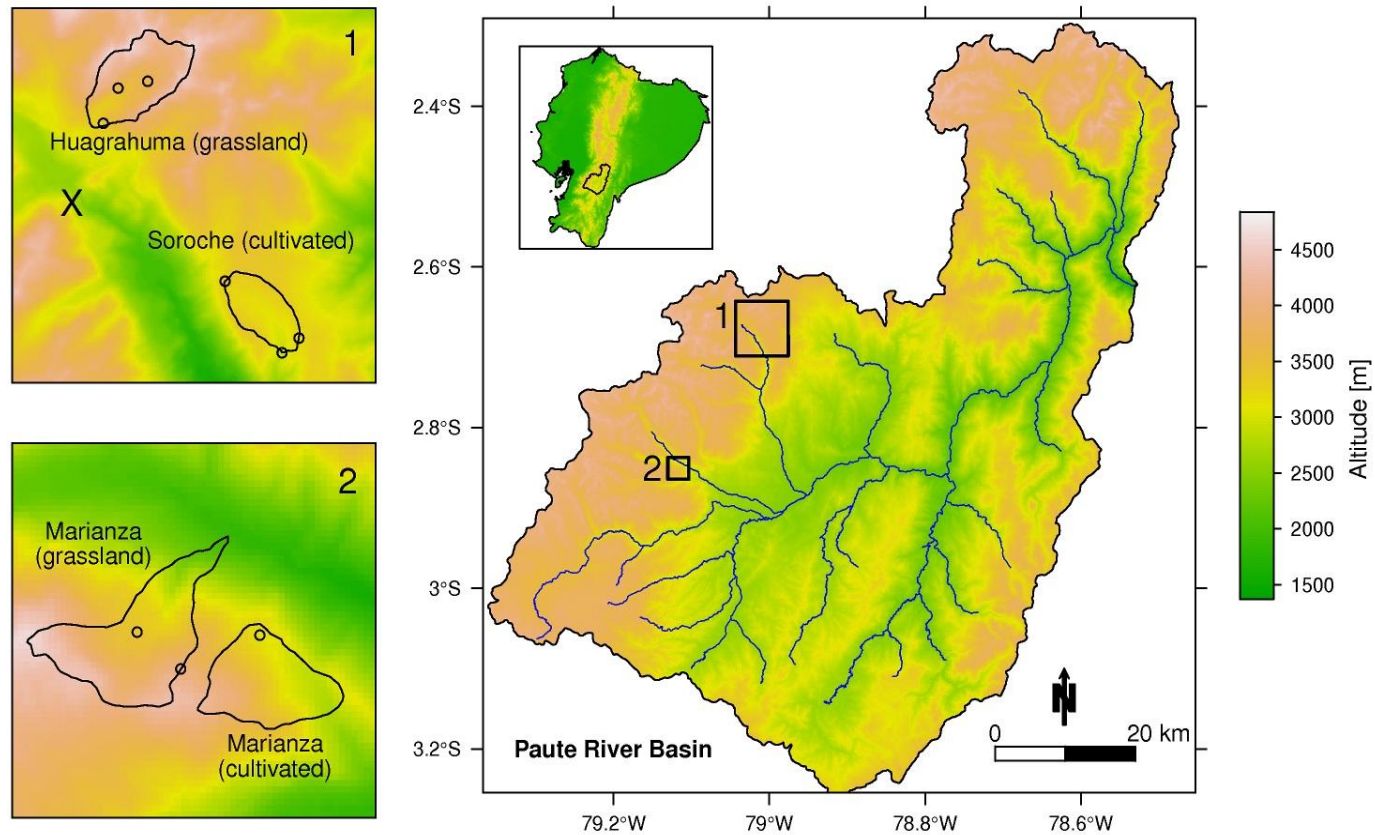 1
Huagrahuma (grassland)
X
Soroche (cultivated)
2
Marianza
(grassland)
Marianza
(cultivated)
2.4°S
2.6°S
2.8°S
3°S
3.2°S
1
2
Paute River Basin
N
0 20 km
79.2°W 79°W 78.8°W 78.6°W
4500
4000
3500
3000
2500
2000
1500
Altitude [m]